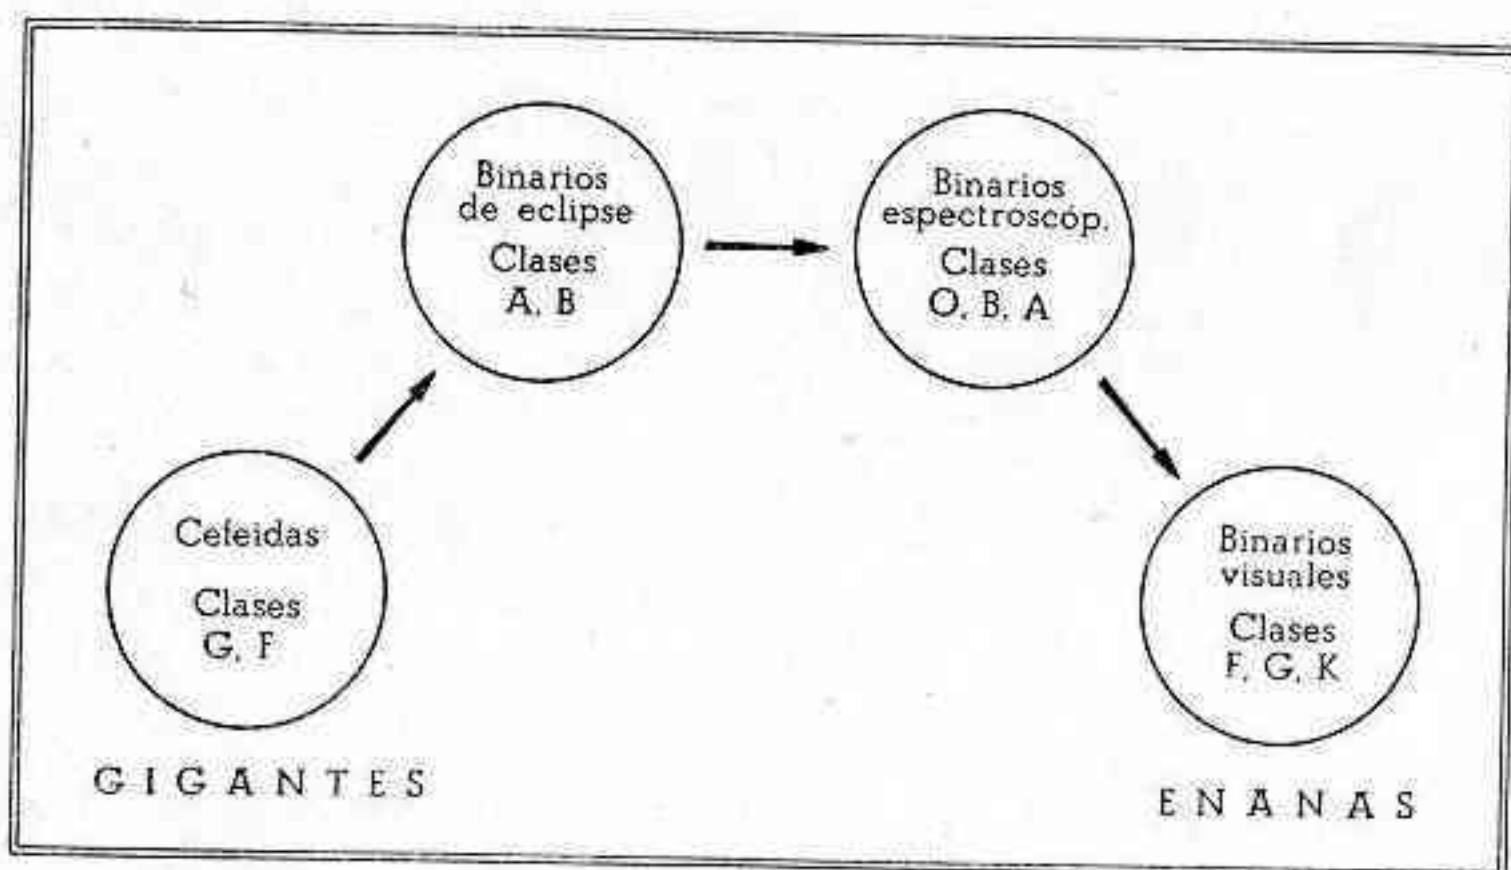 Binarios
de eclipse
Clases
A, B
Binarios
espectroscóp.
Clases
O, B, A
Cefeidas
Clases
G, F
Binarios
visuales
Clases
F, G, K
GIGANTES
ENANAS